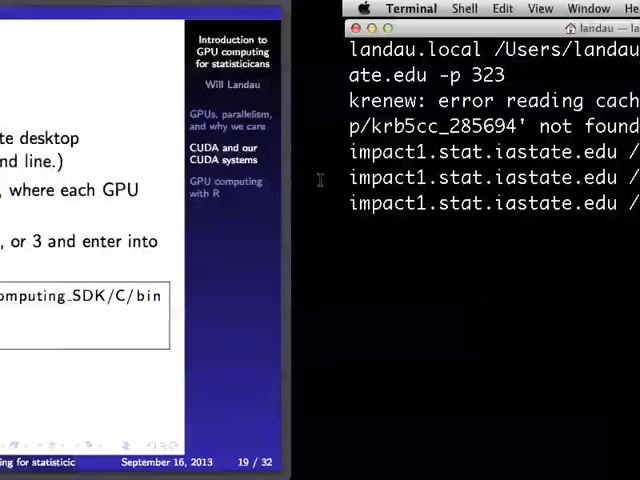 Introduction to
GPU computing
for statisticicans
Will Landau
GPUs, parallelism,
and why we care
CUDA and our
CUDA systems
GPU computing
with R
te desktop
nd line.)
, where each GPU
, or 3 and enter into
omputing_SDK/C/bin
ng for statisticic
September 16, 2013
19 / 32
Terminal Shell Edit View Window He
landau — la
landau.local /Users/landau
ate.edu -p 323
krenew: error reading cach
p/krb5cc_285694' not found
impact1.stat.iastate.edu /
impact1.stat.iastate.edu /
impact1.stat.iastate.edu /